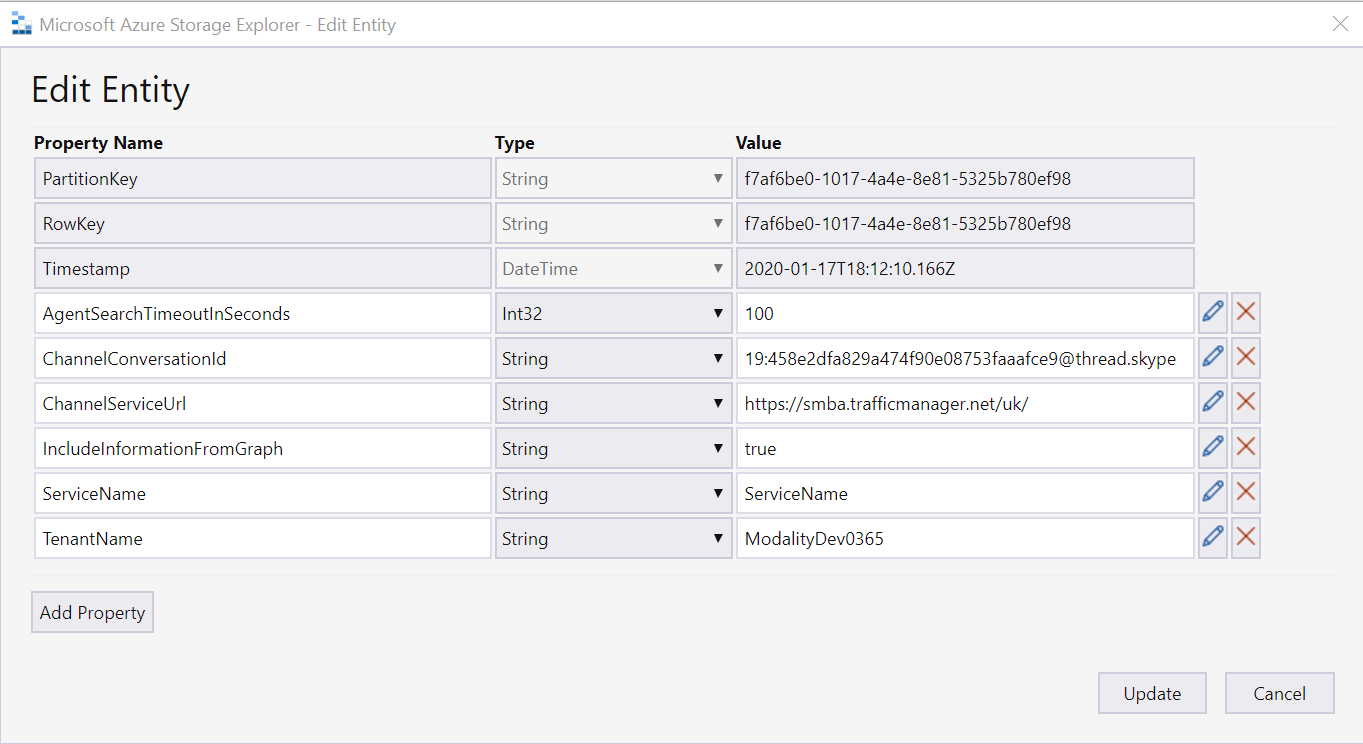 Microsoft Azure Storage Explorer - Edit Entity
Edit Entity
Property Name Type Value
PartitionKey String f7af6be0-1017-4a4e-8e81-5325b780ef98
RowKey String f7af6be0-1017-4a4e-8e81-5325b780ef98
Timestamp DateTime 2020-01-17T18:12:10.166Z
AgentSearchTimeoutInSeconds Int32 100
ChannelConversationId String 19:458e2dfa829a474f90e08753faaafce9@thread.skype
ChannelServiceUrl String https://smba.trafficmanager.net/uk/
IncludeInformationFromGraph String true
ServiceName String ServiceName
TenantName String ModalityDev0365
Add Property
Update Cancel